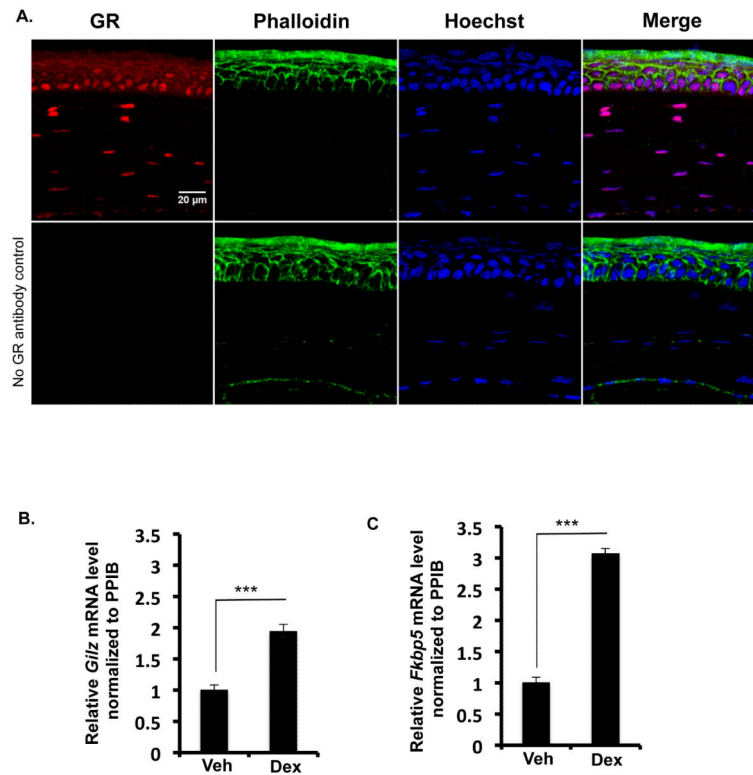 A.
GR Phalloidin Hoechst Merge
20 µm
No GR antibody control
B.
Relative Gilz mRNA level
normalized to PPIB
3.5
3
2.5
2
1.5
1
0.5
0
***
Veh Dex
C
Relative Fkbp5 mRNA level
normalized to PPIB
3.5
3
2.5
2
1.5
1
0.5
0
***
Veh Dex